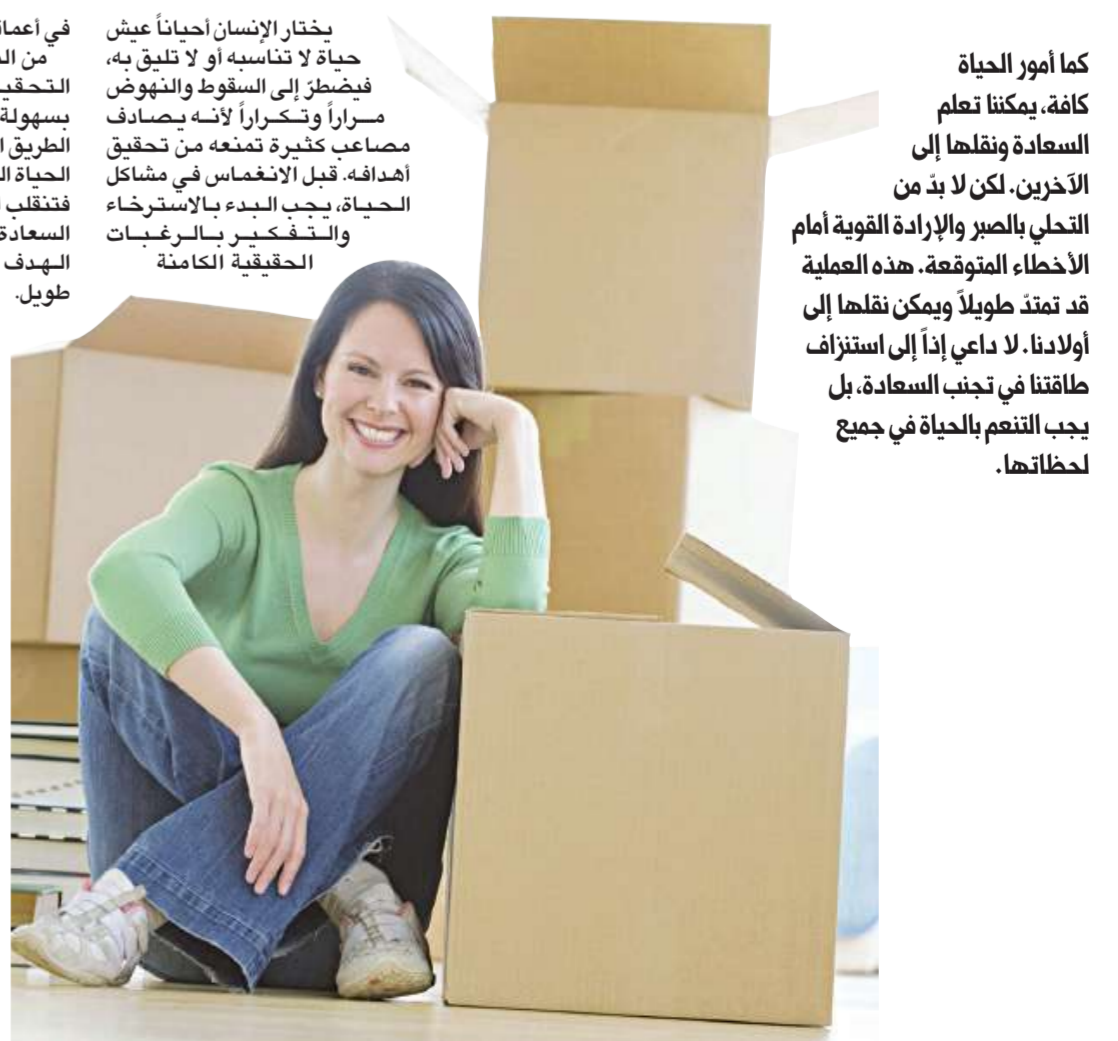 كما أمور الحياة
كافة، يمكننا تعلم
السعادة ونقلها إلى
الآخرين. لكن لا بدّ من
التحلي بالصبر والإرادة القوية أمام
الأخطاء المتوقعة. هذه العملية
قد تمتدّ طويلاً ويمكن نقلها إلى
أولادنا. لا داعي إذاً إلى استنزاف
طاقتنا في تجنب السعادة، بل
يجب التنعم بالحياة في جميع
لحظاتها.
يختار الإنسان أحياناً عيش
حياة لا تناسبه أو لا تليق به،
فيضطرّ إلى السقوط والنهوض
مراراً وتكراراً لأنه يصادف
مصاعب كثيرة تمنعه من تحقيق
أهدافه. قبل الانغماس في مشاكل
الحياة، يجب البدء بالاسترخاء
والتفكير بالرغبات
الحقيقية الكامنة
في
من
بسهولة
الطريق
الحياة
فتنقلب
السعادة
الهدف
طويل.